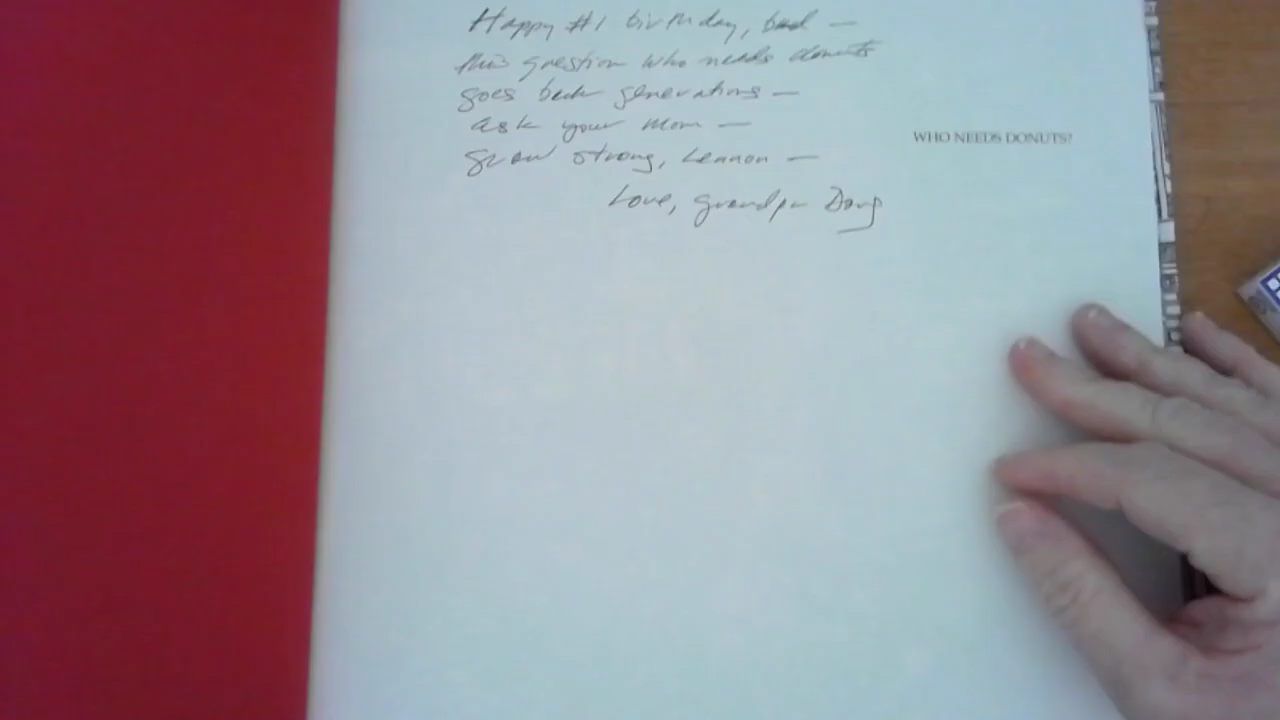 Happy #1 birthday, bud —
this question who needs donuts
goes back generations —
ask your mom —
grow strong, Lennon —
Love, Grandpa Doug
WHO NEEDS DONUTS?